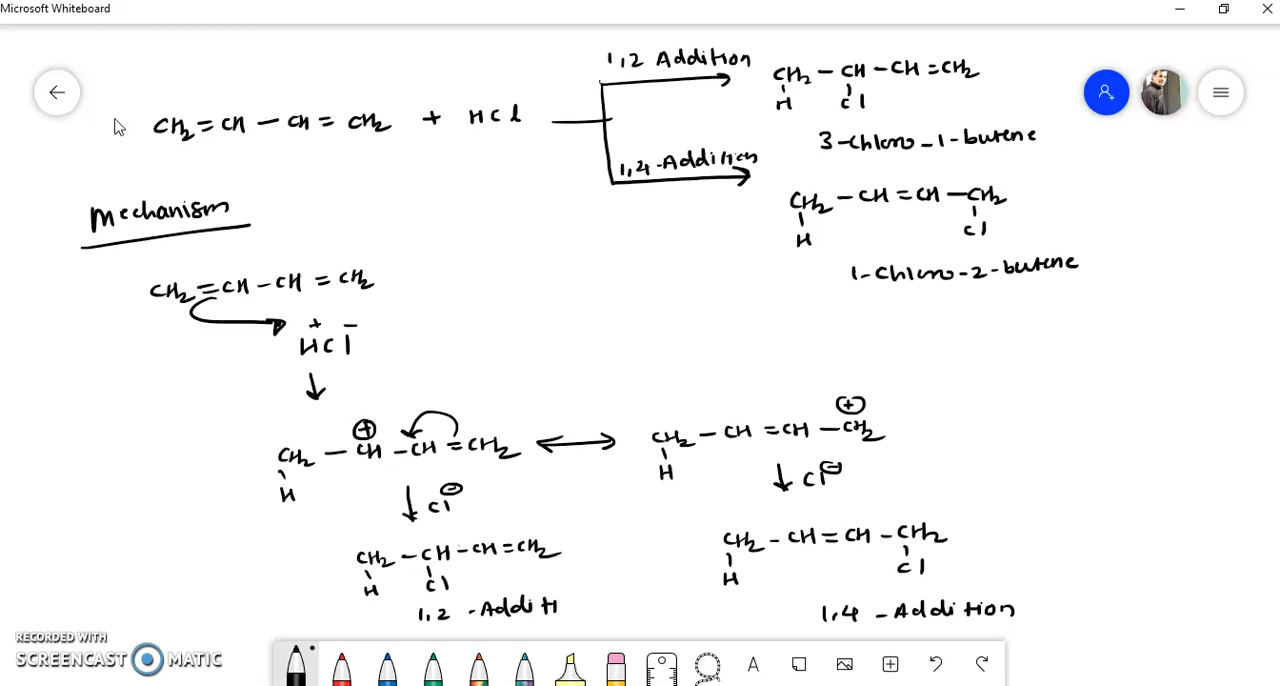 Microsoft Whiteboard
1,2 Addition
CH2 - CH - CH = CH2
H Cl
3-chloro-1-butene
CH2 = CH - CH = CH2 + HCl
1,4-Addition
CH2 - CH = CH - CH2
H Cl
1-chloro-2-butene
Mechanism
CH2 = CH - CH = CH2
+ -
HCl
⊕ ⊕
CH2 - CH - CH = CH2 ⟷ CH2 - CH = CH - CH2
H H
↓ Cl⊖ ↓ Cl⊖
CH2 - CH - CH = CH2
H Cl
1,2 - Additi
CH2 - CH = CH - CH2
H Cl
1,4 - Addition
RECORDED WITH
SCREENCAST MATIC
A